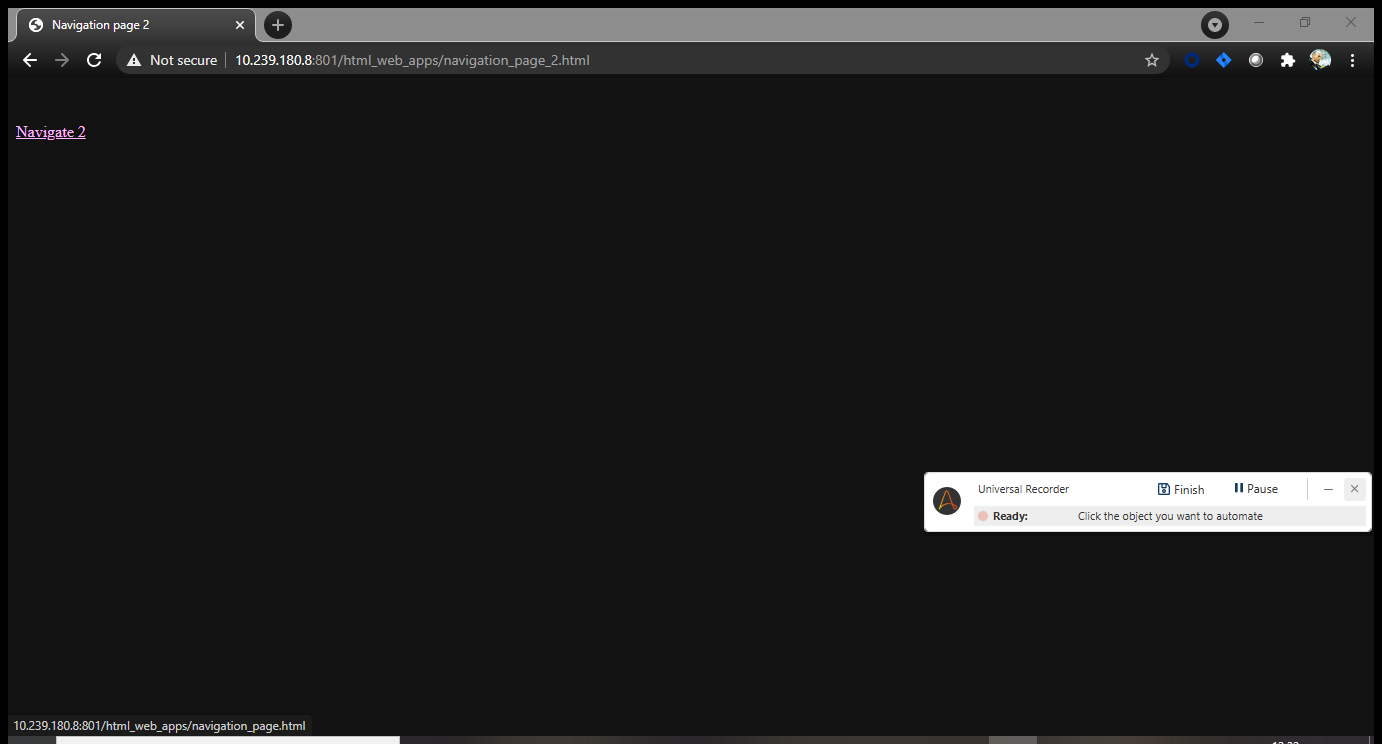 Navigation page 2
Not secure
10.239.180.8:801/html_web_apps/navigation_page_2.html
Navigate 2
Universal Recorder
Finish
Pause
Ready:
Click the object you want to automate
10.239.180.8:801/html_web_apps/navigation_page.html